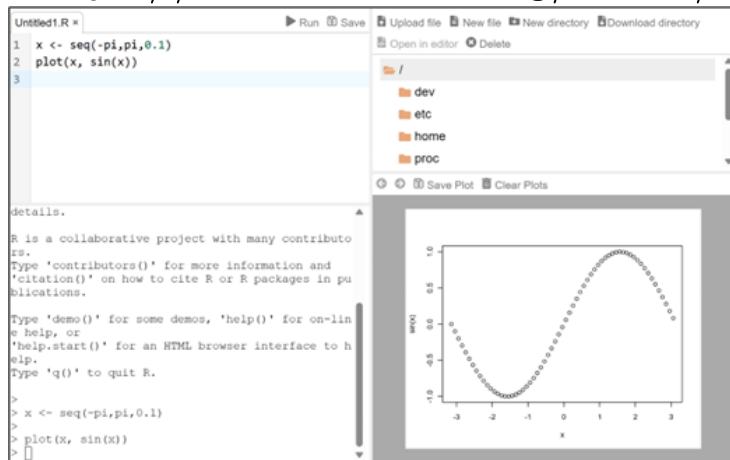 Untitled1.R ×
Run Save
1 x <- seq(-pi,pi,0.1)
2 plot(x, sin(x))
3
Upload file New file New directory Download directory
Open in editor Delete
/
dev
etc
home
proc
Save Plot Clear Plots
details.
R is a collaborative project with many contributo
rs.
Type 'contributors()' for more information and
'citation()' on how to cite R or R packages in pu
blications.
Type 'demo()' for some demos, 'help()' for on-lin
e help, or
'help.start()' for an HTML browser interface to h
elp.
Type 'q()' to quit R.
>
> x <- seq(-pi,pi,0.1)
>
> plot(x, sin(x))
>
sin(x)
1.0
0.5
0.0
-0.5
-1.0
-3 -2 -1 0 1 2 3
x